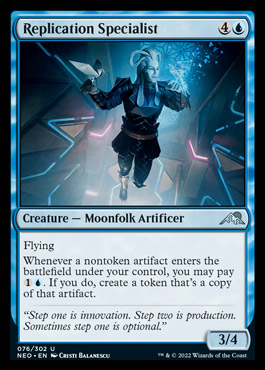 Replication Specialist 4
Creature — Moonfolk Artificer
Flying
Whenever a nontoken artifact enters the
battlefield under your control, you may pay
1. If you do, create a token that's a copy
of that artifact.
"Step one is innovation. Step two is production.
Sometimes step one is optional."
3/4
076/302 U
NEO • EN Cristi Balanescu
™ & © 2022 Wizards of the Coast